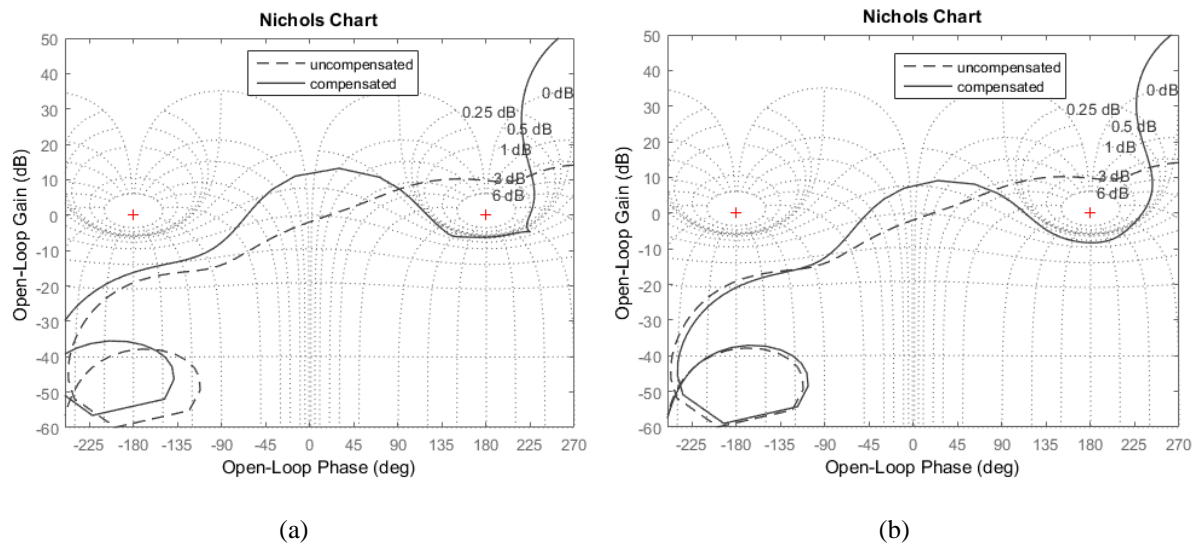 Nichols Chart
50
40
30
20
10
0
-10
-20
-30
-40
-50
-60
Open-Loop Gain (dB)
uncompensated
compensated
0 dB
0.25 dB
0.5 dB
1 dB
3 dB
6 dB
-225 -180 -135 -90 -45 0 45 90 135 180 225 270
Open-Loop Phase (deg)
(a)
Nichols Chart
50
40
30
20
10
0
-10
-20
-30
-40
-50
-60
Open-Loop Gain (dB)
uncompensated
compensated
0 dB
0.25 dB
0.5 dB
1 dB
3 dB
6 dB
-225 -180 -135 -90 -45 0 45 90 135 180 225 270
Open-Loop Phase (deg)
(b)